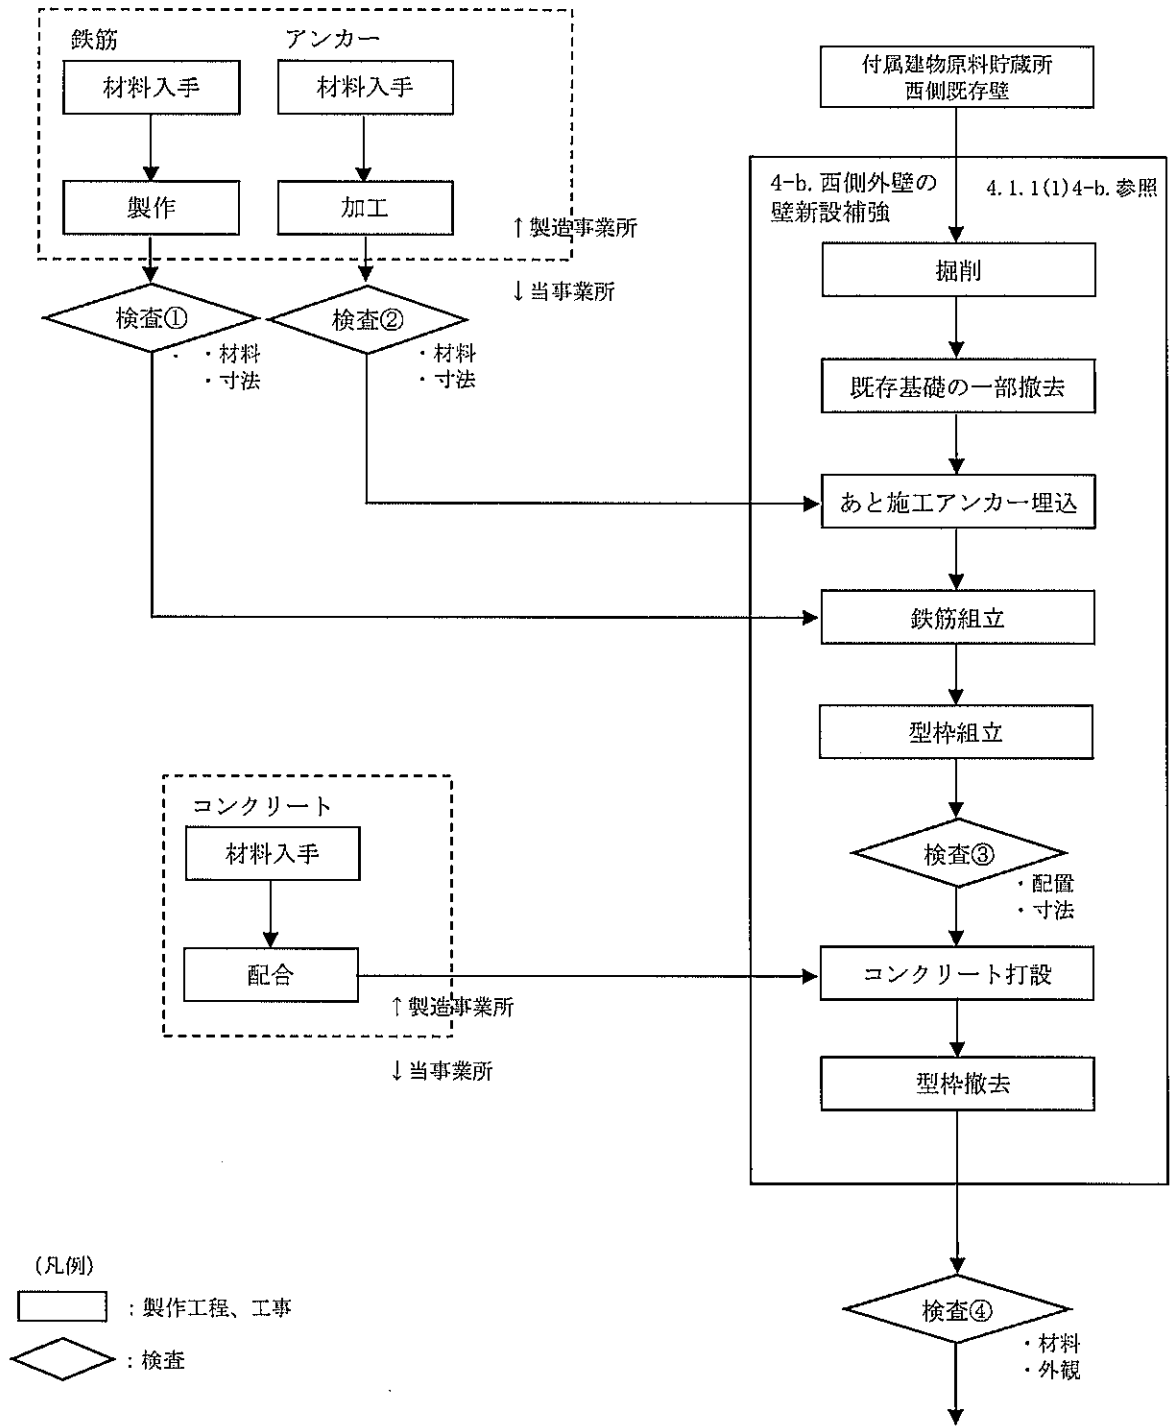 鉄筋
材料入手
製作
検査①
・材料
・寸法
アンカー
材料入手
加工
検査②
・材料
・寸法
↑製造事業所
↓当事業所
付属建物原料貯蔵所
西側既存壁
4-b.西側外壁の
壁新設補強
4.1.1(1)4-b.参照
掘削
既存基礎の一部撤去
あと施工アンカー埋込
鉄筋組立
型枠組立
検査③
・配置
・寸法
コンクリート
材料入手
配合
↑製造事業所
↓当事業所
コンクリート打設
型枠撤去
検査④
・材料
・外観
(凡例)
：製作工程、工事
：検査